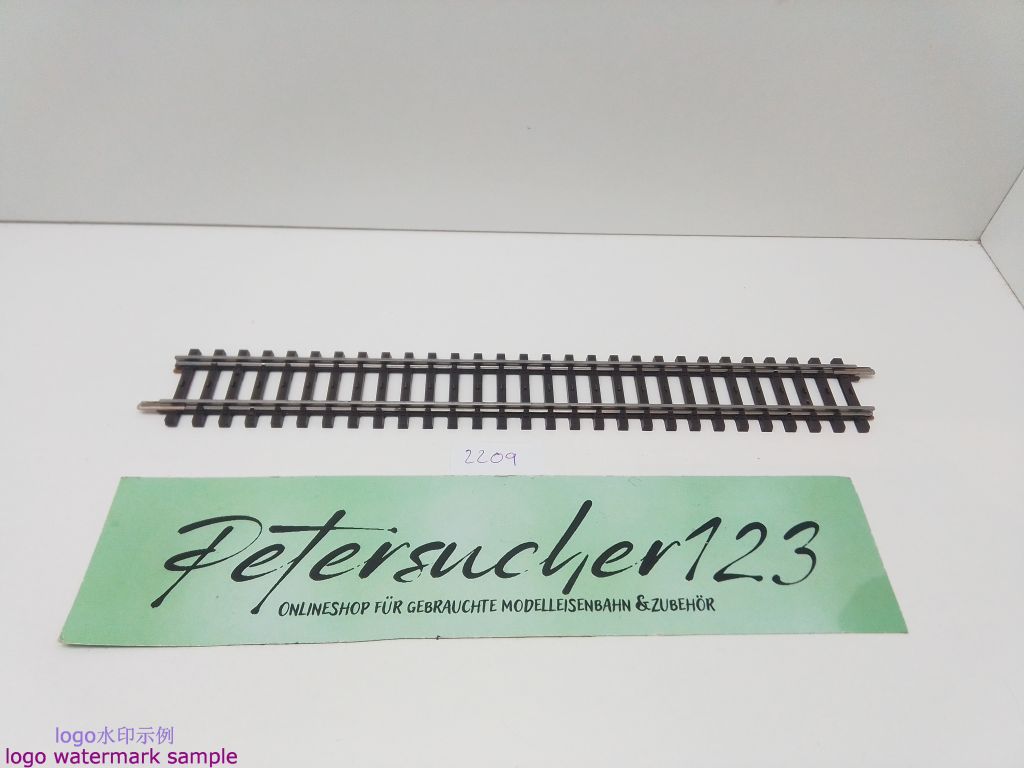 2209
Petersucher123
ONLINESHOP FÜR GEBRAUCHTE MODELLEISENBAHN & ZUBEHÖR
logo水印示例
logo watermark sample